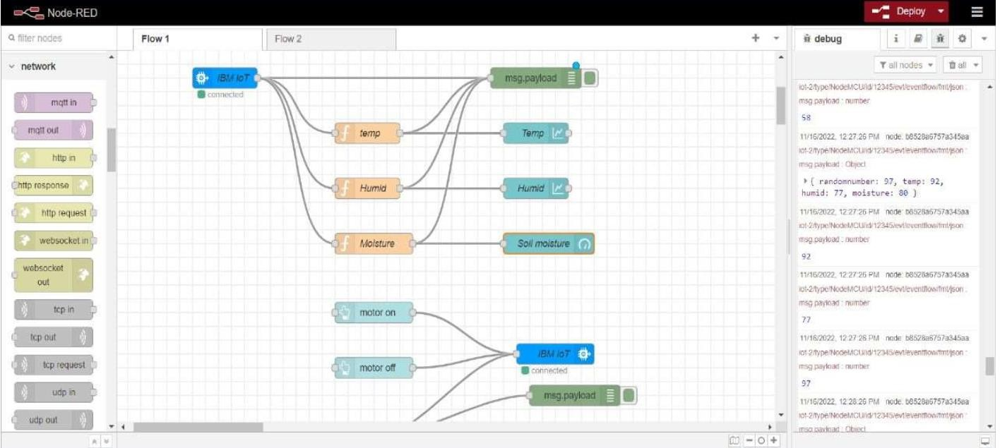 Node-RED
Deploy
filter nodes
Flow 1
Flow 2
debug
all nodes
all
network
mqtt in
mqtt out
http in
http response
http request
websocket in
websocket
out
tcp in
tcp out
tcp request
udp in
udp out
IBM IoT
connected
msg.payload
temp
Temp
Humid
Humid
Moisture
Soil moisture
motor on
motor off
IBM IoT
connected
msg.payload
iot-2/type/NodeMCU/id/12345/evt/eventflow/fmt/json :
msg.payload : number
58
11/16/2022, 12:27:26 PM node: b8528a6757a345aa
iot-2/type/NodeMCU/id/12345/evt/eventflow/fmt/json :
msg.payload : Object
{ randomnumber: 97, temp: 92,
humid: 77, moisture: 80 }
11/16/2022, 12:27:26 PM node: b8528a6757a345aa
iot-2/type/NodeMCU/id/12345/evt/eventflow/fmt/json :
msg.payload : number
92
11/16/2022, 12:27:26 PM node: b8528a6757a345aa
iot-2/type/NodeMCU/id/12345/evt/eventflow/fmt/json :
msg.payload : number
77
11/16/2022, 12:27:26 PM node: b8528a6757a345aa
iot-2/type/NodeMCU/id/12345/evt/eventflow/fmt/json :
msg.payload : number
97
11/16/2022, 12:28:26 PM node: b8528a6757a345aa
iot-2/type/NodeMCU/id/12345/evt/eventflow/fmt/json :
msg.payload : Object